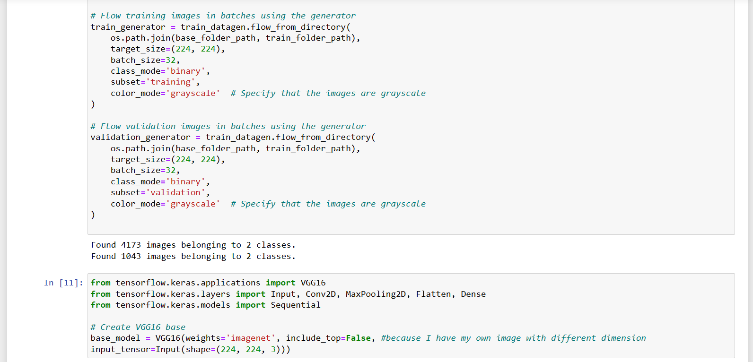 # Flow training images in batches using the generator
train_generator = train_datagen.flow_from_directory(
    os.path.join(base_folder_path, train_folder_path),
    target_size=(224, 224),
    batch_size=32,
    class_mode='binary',
    subset='training',
    color_mode='grayscale'  # Specify that the images are grayscale
)
# Flow validation images in batches using the generator
validation_generator = train_datagen.flow_from_directory(
    os.path.join(base_folder_path, train_folder_path),
    target_size=(224, 224),
    batch_size=32,
    class_mode='binary',
    subset='validation',
    color_mode='grayscale'  # Specify that the images are grayscale
)
Found 4173 images belonging to 2 classes.
Found 1043 images belonging to 2 classes.
In [11]: from tensorflow.keras.applications import VGG16
from tensorflow.keras.layers import Input, Conv2D, MaxPooling2D, Flatten, Dense
from tensorflow.keras.models import Sequential
# Create VGG16 base
base_model = VGG16(weights='imagenet', include_top=False, #because I have my own image with different dimension
input_tensor=Input(shape=(224, 224, 3)))